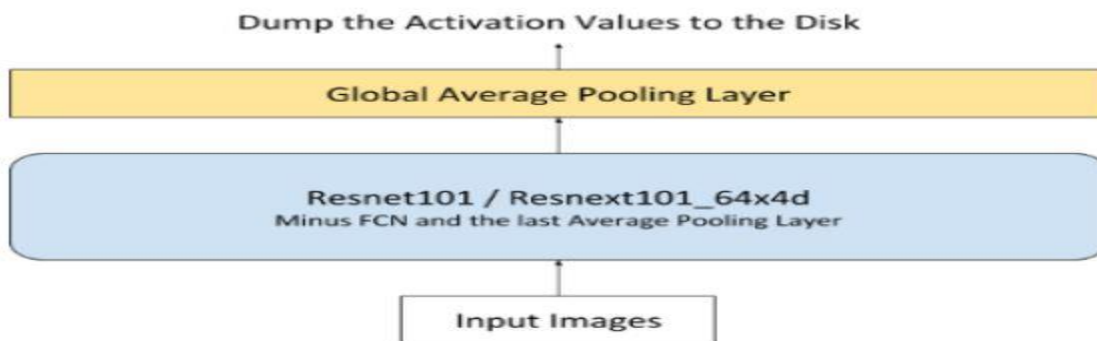 Dump the Activation Values to the Disk
Global Average Pooling Layer
Resnet101 / Resnext101_64x4d
Minus FCN and the last Average Pooling Layer
Input Images